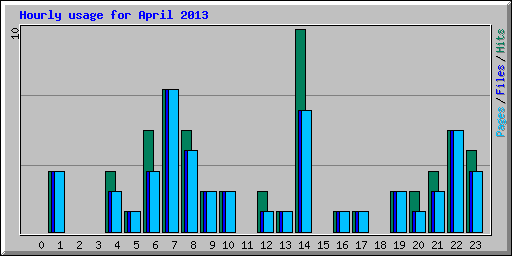 Hourly usage for April 2013
10
Pages / Files / Hits
0 1 2 3 4 5 6 7 8 9 10 11 12 13 14 15 16 17 18 19 20 21 22 23